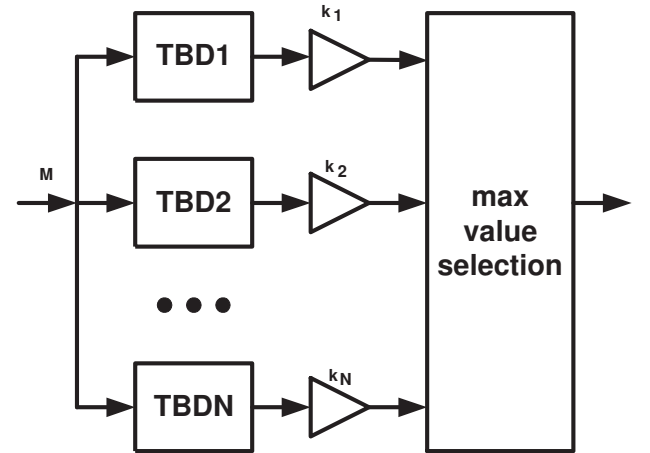 k1
TBD1
M
k2
TBD2
max
value
selection
kN
TBDN